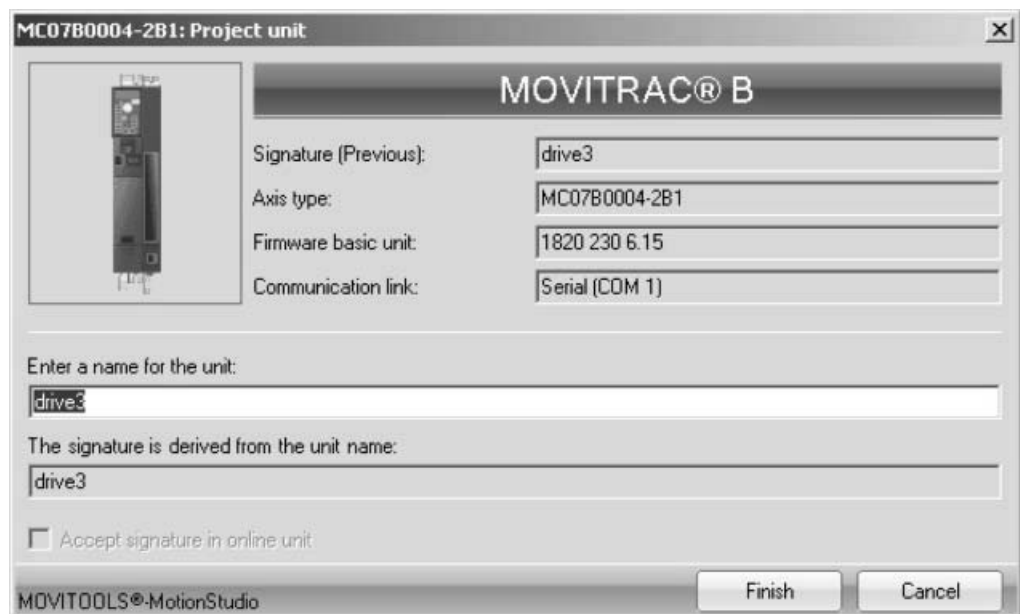 MC07B0004-2B1: Project unit
MOVITRAC® B
Signature (Previous): drive3
Axis type: MC07B0004-2B1
Firmware basic unit: 1820 230 6.15
Communication link: Serial (COM 1)
Enter a name for the unit:
drive3
The signature is derived from the unit name:
drive3
Accept signature in online unit
MOVITOOLS®-MotionStudio Finish Cancel